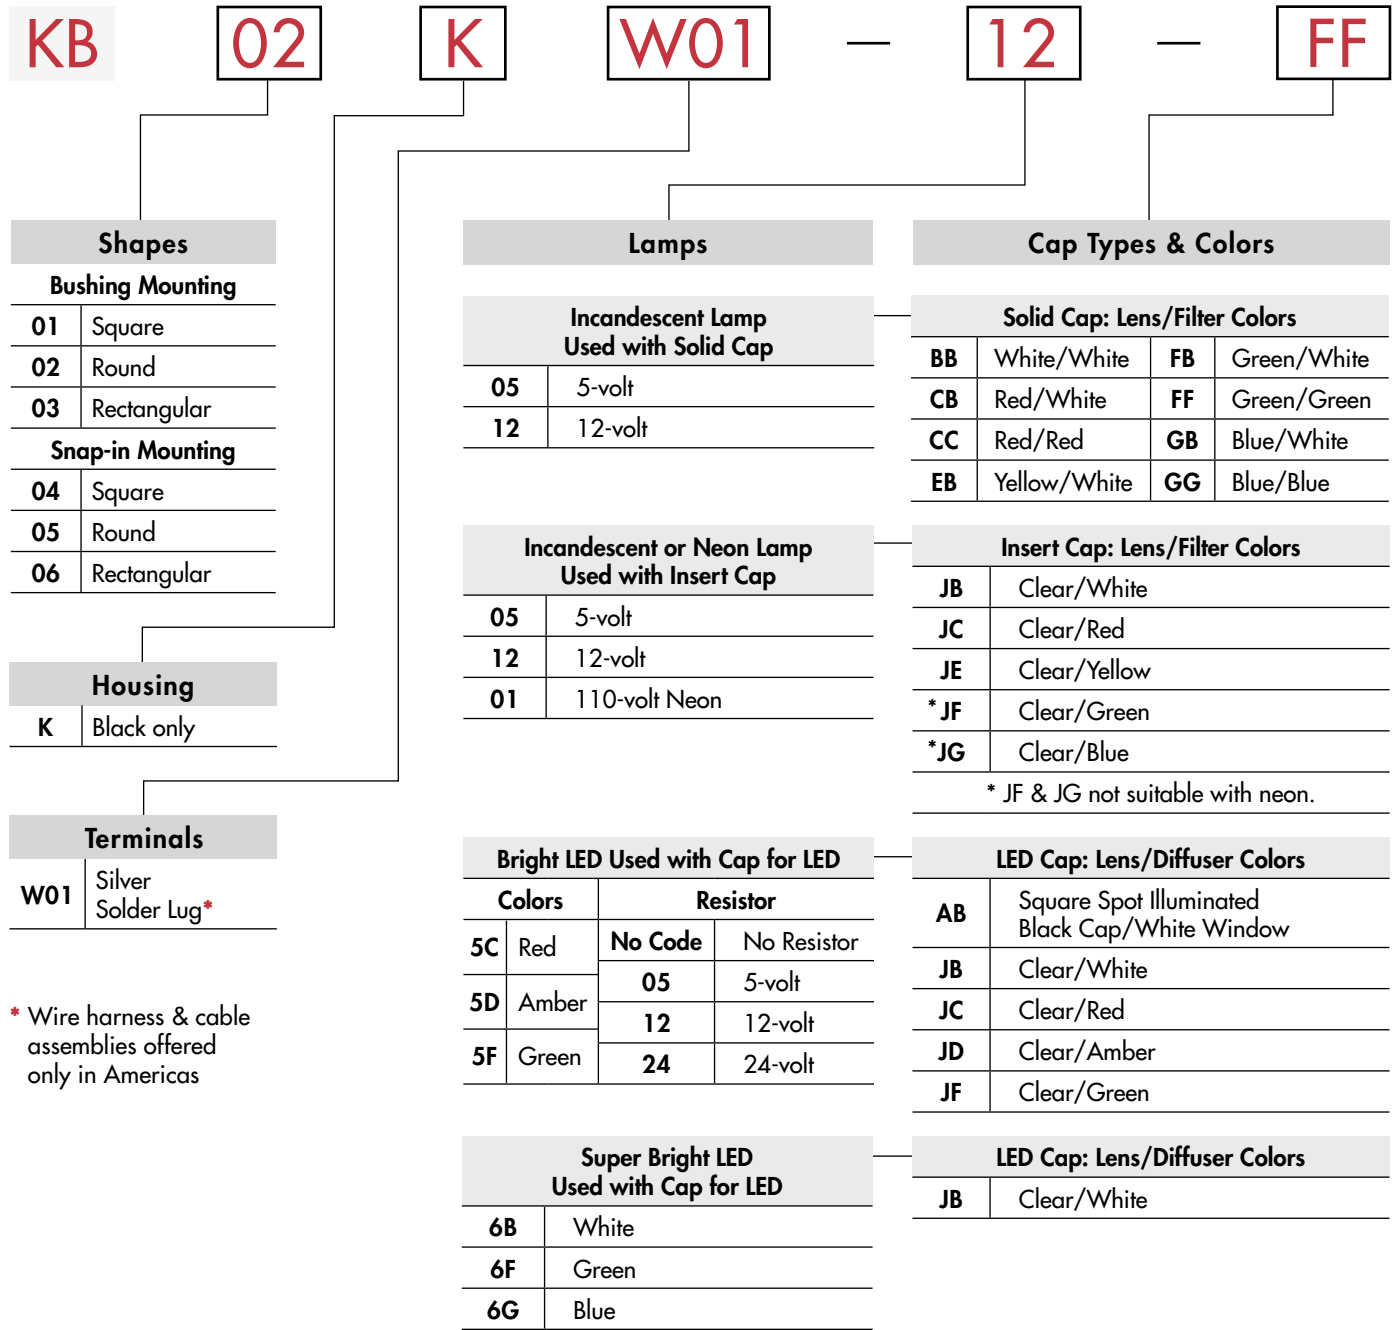 KB 02 K W01 — 12 — FF
Shapes
Bushing Mounting
01 Square
02 Round
03 Rectangular
Snap-in Mounting
04 Square
05 Round
06 Rectangular
Housing
K Black only
Terminals
W01 Silver
Solder Lug*
* Wire harness & cable
assemblies offered
only in Americas
Lamps
Incandescent Lamp
Used with Solid Cap
05 5-volt
12 12-volt
Incandescent or Neon Lamp
Used with Insert Cap
05 5-volt
12 12-volt
01 110-volt Neon
Bright LED Used with Cap for LED
Colors Resistor
5C Red
5D Amber
5F Green
No Code No Resistor
05 5-volt
12 12-volt
24 24-volt
Super Bright LED
Used with Cap for LED
6B White
6F Green
6G Blue
Cap Types & Colors
Solid Cap: Lens/Filter Colors
BB White/White FB Green/White
CB Red/White FF Green/Green
CC Red/Red GB Blue/White
EB Yellow/White GG Blue/Blue
Insert Cap: Lens/Filter Colors
JB Clear/White
JC Clear/Red
JE Clear/Yellow
*JF Clear/Green
*JG Clear/Blue
* JF & JG not suitable with neon.
LED Cap: Lens/Diffuser Colors
AB Square Spot Illuminated
Black Cap/White Window
JB Clear/White
JC Clear/Red
JD Clear/Amber
JF Clear/Green
LED Cap: Lens/Diffuser Colors
JB Clear/White